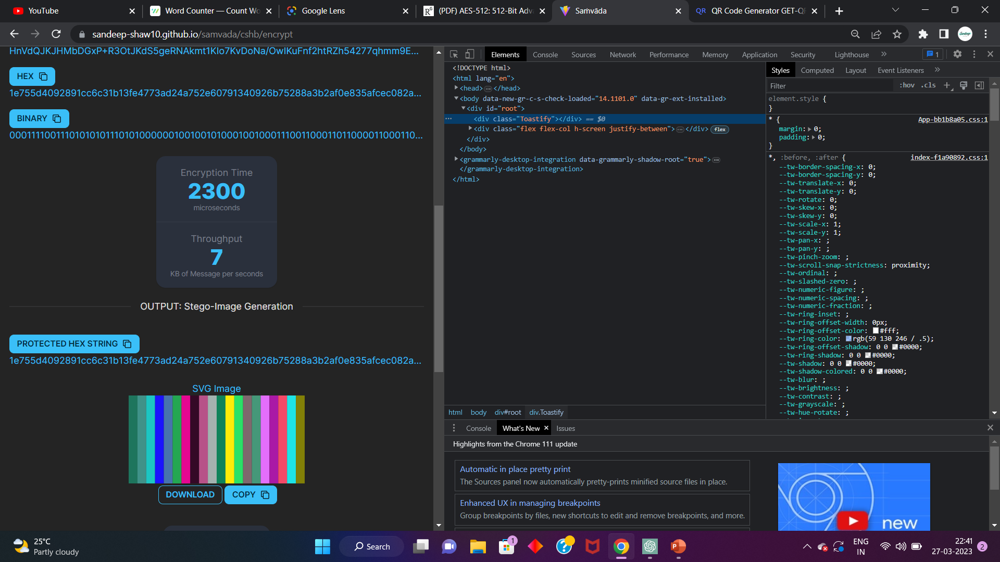 YouTube
Word Counter — Count Wo
Google Lens
(PDF) AES-512: 512-Bit Adva
Saṁvāda
QR Code Generator GET-QR
sandeep-shaw10.github.io/samvada/cshb/encrypt
HnVdQJKJHMbDGxP+R3OtJKdS5geRNAkmt1KIo7KvDoNa/OwIKuFnf2htRZh54277qhmm9E...
HEX
1e755d4092891cc6c31b13fe4773ad24a752e60791340926b75288a3b2af0e835afcec082a...
BINARY
Encryption Time
2300
microseconds
Throughput
7
KB of Message per seconds
OUTPUT: Stego-Image Generation
PROTECTED HEX STRING
1e755d4092891cc6c31b13fe4773ad24a752e60791340926b75288a3b2af0e835afcec082a...
SVG Image
DOWNLOAD
COPY
Elements
Console
Sources
Network
Performance
Memory
Application
Security
Lighthouse
1
<!DOCTYPE html>
<html lang="en">
<head>…</head>
<body data-new-gr-c-s-check-loaded="14.1101.0" data-gr-ext-installed>
<div id="root">
<div class="Toastify"></div> == $0
<div class="flex flex-col h-screen justify-between">…</div> flex
</div>
</body>
<grammarly-desktop-integration data-grammarly-shadow-root="true">…
</grammarly-desktop-integration>
</html>
html body div#root div.Toastify
Styles
Computed
Layout
Event Listeners
Filter
:hov .cls
element.style {
}
* {
App-bb1b8a05.css:1
margin: 0;
padding: 0;
}
*, :before, :after {
index-f1a90892.css:1
--tw-border-spacing-x: 0;
--tw-border-spacing-y: 0;
--tw-translate-x: 0;
--tw-translate-y: 0;
--tw-rotate: 0;
--tw-skew-x: 0;
--tw-skew-y: 0;
--tw-scale-x: 1;
--tw-scale-y: 1;
--tw-pan-x: ;
--tw-pan-y: ;
--tw-pinch-zoom: ;
--tw-scroll-snap-strictness: proximity;
--tw-ordinal: ;
--tw-slashed-zero: ;
--tw-numeric-figure: ;
--tw-numeric-spacing: ;
--tw-numeric-fraction: ;
--tw-ring-inset: ;
--tw-ring-offset-width: 0px;
--tw-ring-offset-color: #fff;
--tw-ring-color: rgb(59 130 246 / .5);
--tw-ring-offset-shadow: 0 0 #0000;
--tw-ring-shadow: 0 0 #0000;
--tw-shadow: 0 0 #0000;
--tw-shadow-colored: 0 0 #0000;
--tw-blur: ;
--tw-brightness: ;
--tw-contrast: ;
--tw-grayscale: ;
--tw-hue-rotate: ;
Console
What's New
Issues
Highlights from the Chrome 111 update
Automatic in place pretty print
The Sources panel now automatically pretty-prints minified source files in place.
Enhanced UX in managing breakpoints
Group breakpoints by files, new shortcuts to edit and remove breakpoints, and more.
new
25°C
Partly cloudy
Search
1
ENG
IN
22:41
27-03-2023
2